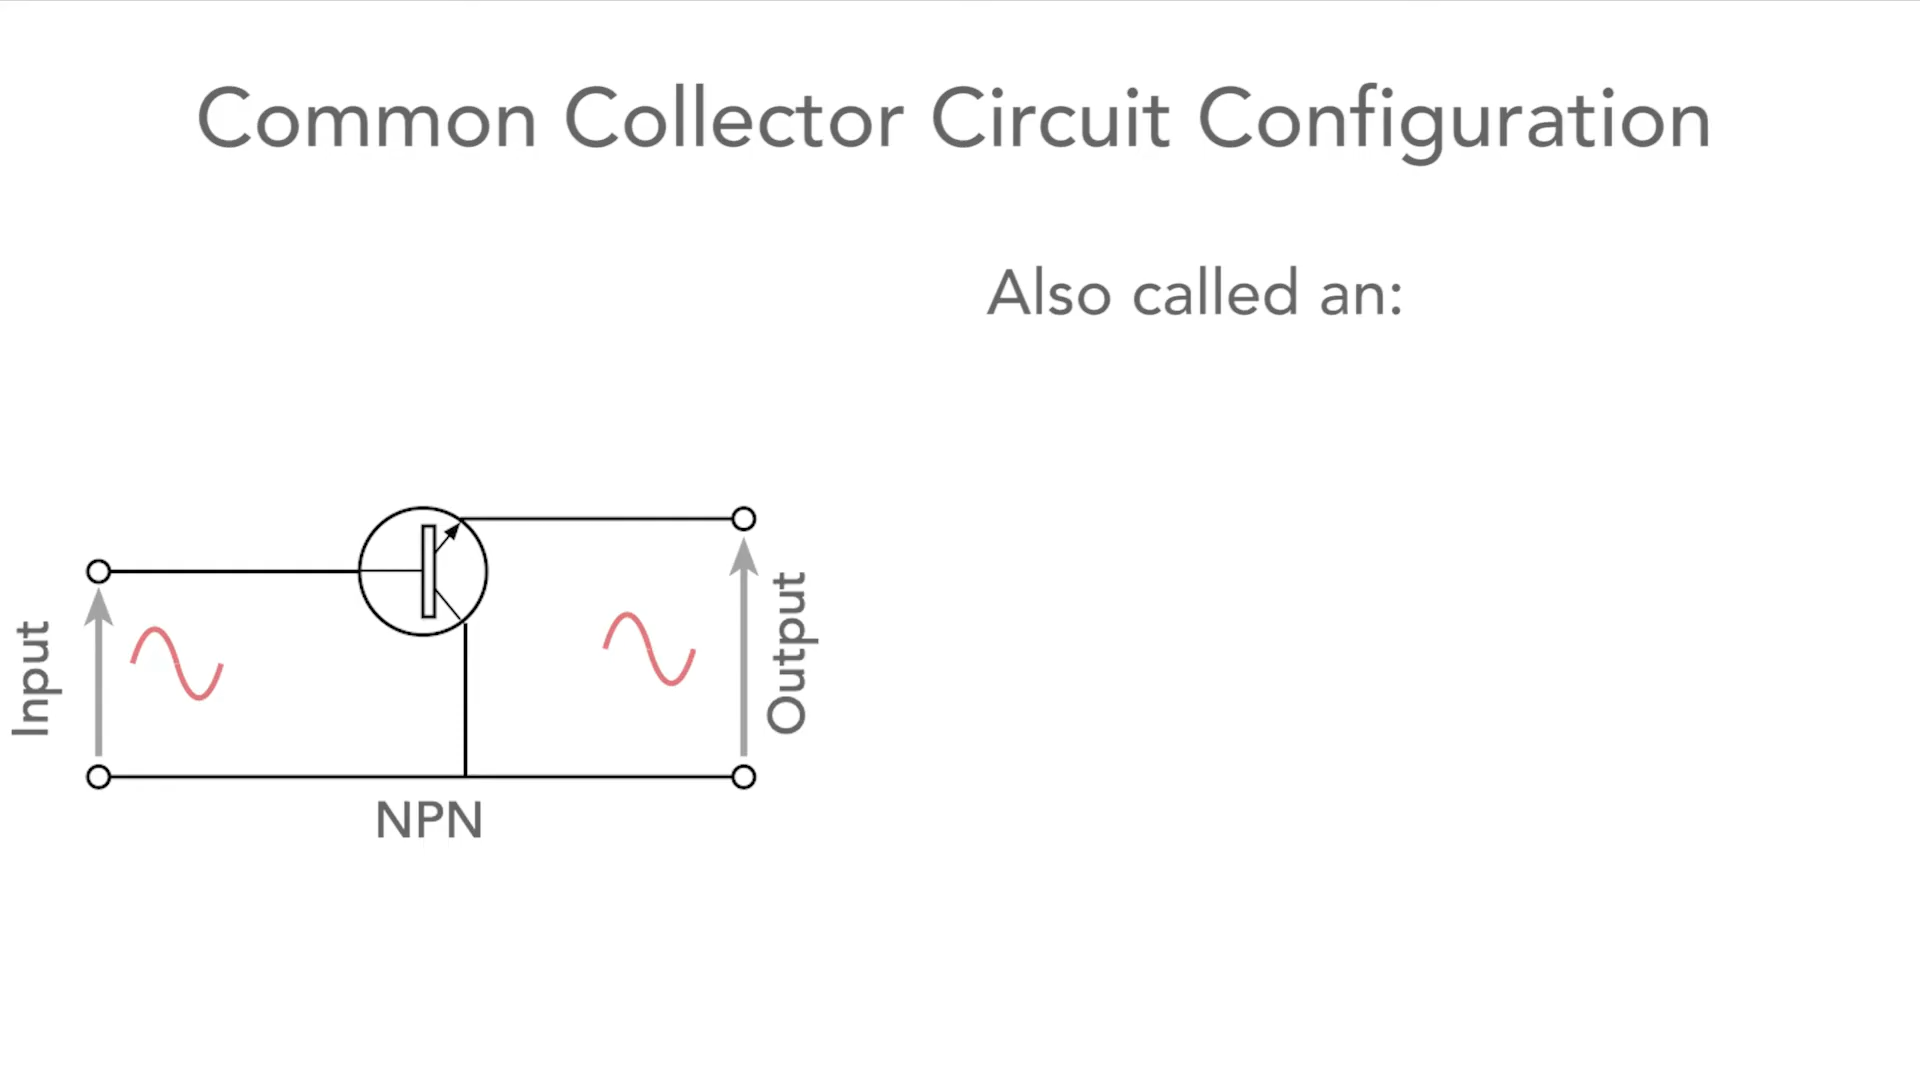 Common Collector Circuit Configuration
Also called an:
Input
Output
NPN